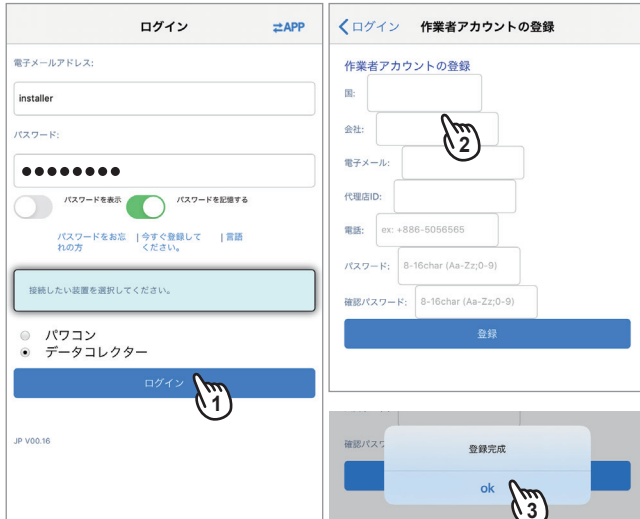 ログイン
⇄APP
電子メールアドレス:
installer
パスワード:
●●●●●●●●
パスワードを表示
パスワードを記憶する
パスワードをお忘れの方
| 今すぐ登録してください。
| 言語
接続したい装置を選択してください。
パワコン
データコレクター
ログイン
1
JP V00.16
ログイン
作業者アカウントの登録
作業者アカウントの登録
国:
会社:
2
電子メール:
代理店ID:
電話: ex: +886-5056565
パスワード: 8-16char (Aa-Zz;0-9)
確認パスワード: 8-16char (Aa-Zz;0-9)
登録
確認パスワ
登録完成
ok
3